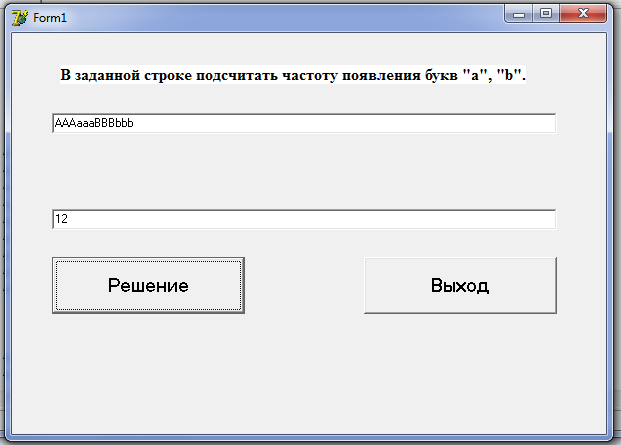 Form1
В заданной строке подсчитать частоту появления букв "a", "b".
AAAaaaBBBbbb
12
Решение
Выход